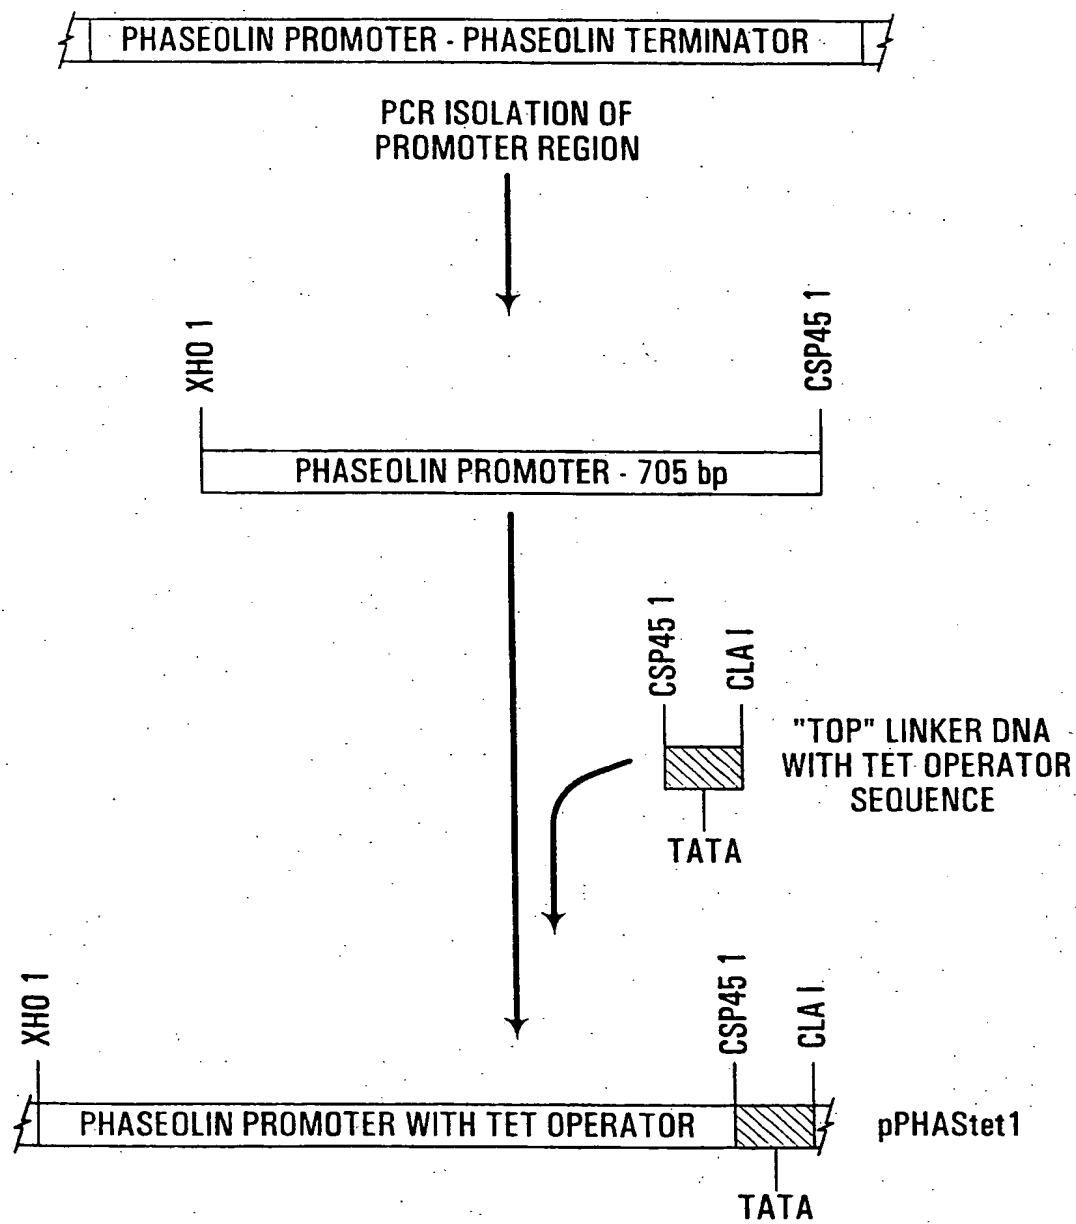 PHASEOLIN PROMOTER - PHASEOLIN TERMINATOR
PCR ISOLATION OF
PROMOTER REGION
XHO 1
CSP45 1
PHASEOLIN PROMOTER - 705 bp
CSP45 1
CLA I
"TOP" LINKER DNA
WITH TET OPERATOR
SEQUENCE
TATA
XHO 1
CSP45 1
CLA I
PHASEOLIN PROMOTER WITH TET OPERATOR
pPHAStet1
TATA